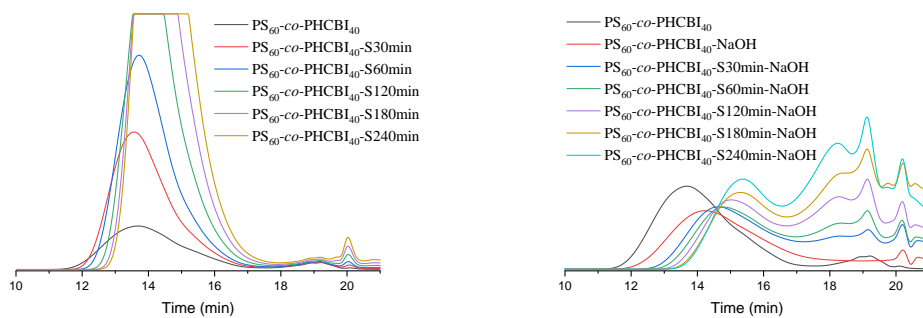 PS60-co-PHCBI40
PS60-co-PHCBI40-S30min
PS60-co-PHCBI40-S60min
PS60-co-PHCBI40-S120min
PS60-co-PHCBI40-S180min
PS60-co-PHCBI40-S240min
10 12 14 16 18 20
Time (min)
PS60-co-PHCBI40
PS60-co-PHCBI40-NaOH
PS60-co-PHCBI40-S30min-NaOH
PS60-co-PHCBI40-S60min-NaOH
PS60-co-PHCBI40-S120min-NaOH
PS60-co-PHCBI40-S180min-NaOH
PS60-co-PHCBI40-S240min-NaOH
10 12 14 16 18 20
Time (min)